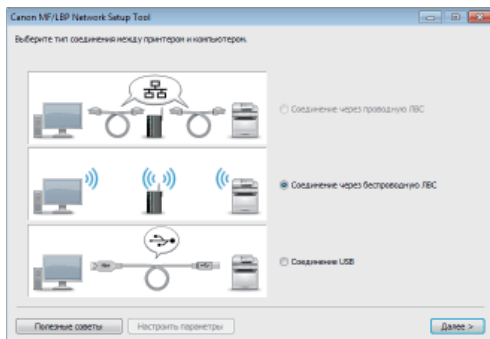 Canon MF/LBP Network Setup Tool
Выберите тип соединения между принтером и компьютером.
Соединение через проводную ЛВС
Соединение через беспроводную ЛВС
Соединение USB
Полезные советы
Настроить параметры
Далее >